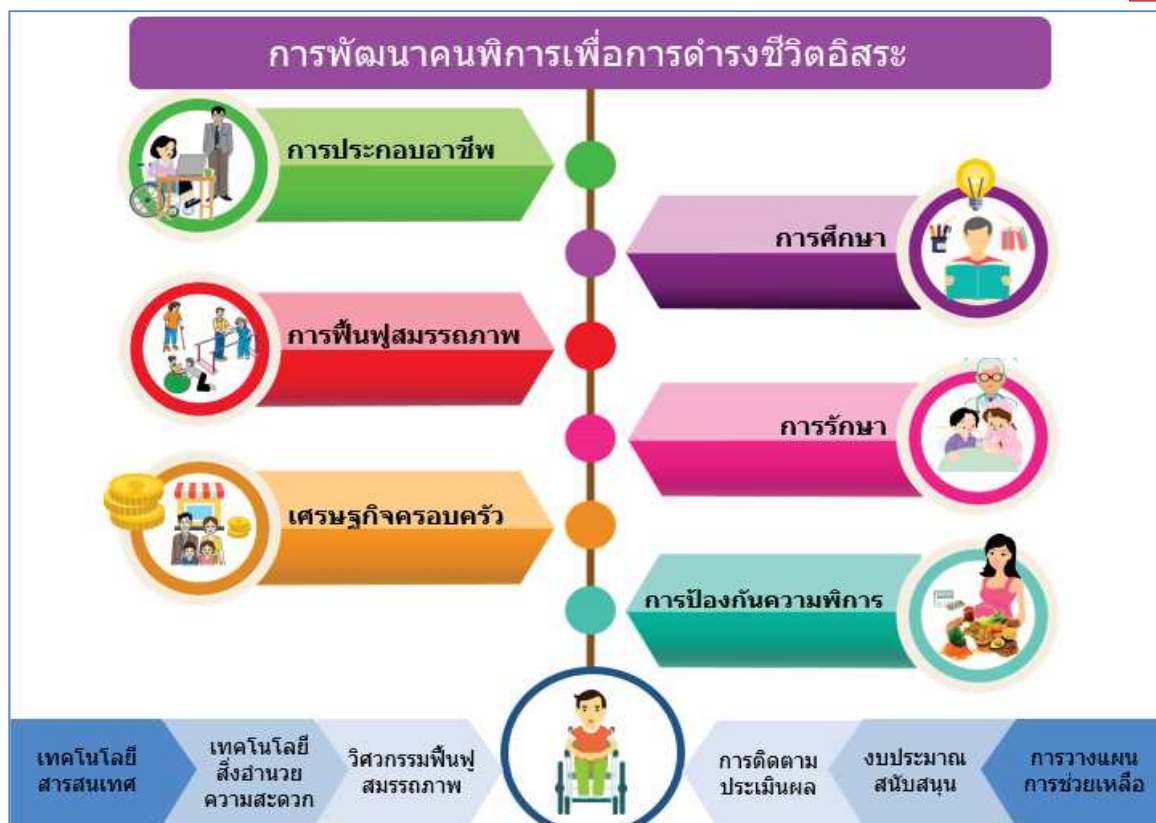 การพัฒนาคนพิการเพื่อการดำรงชีวิตอิสระ
การประกอบอาชีพ
การศึกษา
การฟื้นฟูสมรรถภาพ
การรักษา
เศรษฐกิจครอบครัว
การป้องกันความพิการ
เทคโนโลยี
สารสนเทศ
เทคโนโลยี
สิ่งอำนวย
ความสะดวก
วิศวกรรมฟื้นฟู
สมรรถภาพ
การติดตาม
ประเมินผล
งบประมาณ
สนับสนุน
การวางแผน
การช่วยเหลือ